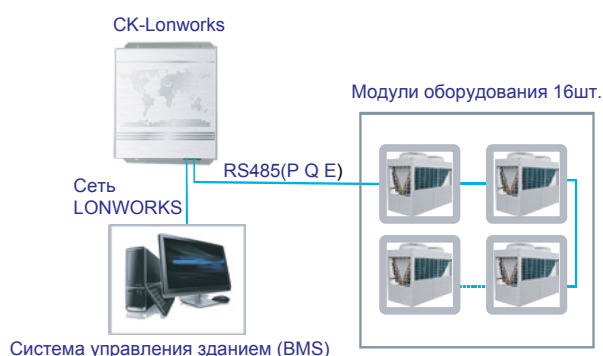 CK-Lonworks
Модули оборудования 16шт.
RS485(P Q E)
Сеть
LONWORKS
Система управления зданием (BMS)